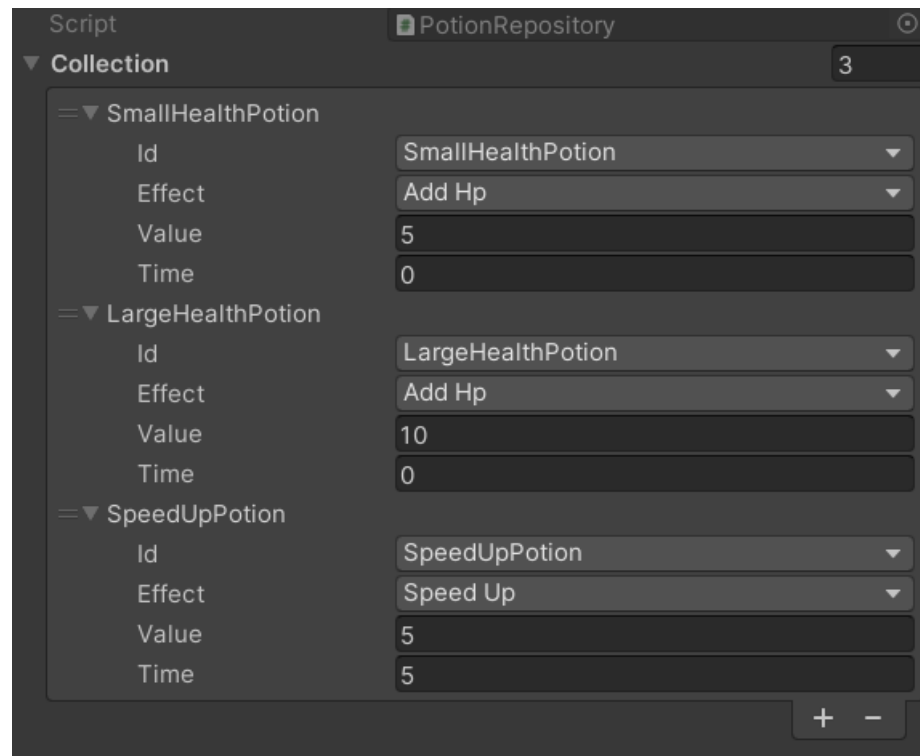 Script PotionRepository
Collection 3
SmallHealthPotion
Id SmallHealthPotion
Effect Add Hp
Value 5
Time 0
LargeHealthPotion
Id LargeHealthPotion
Effect Add Hp
Value 10
Time 0
SpeedUpPotion
Id SpeedUpPotion
Effect Speed Up
Value 5
Time 5
+ −